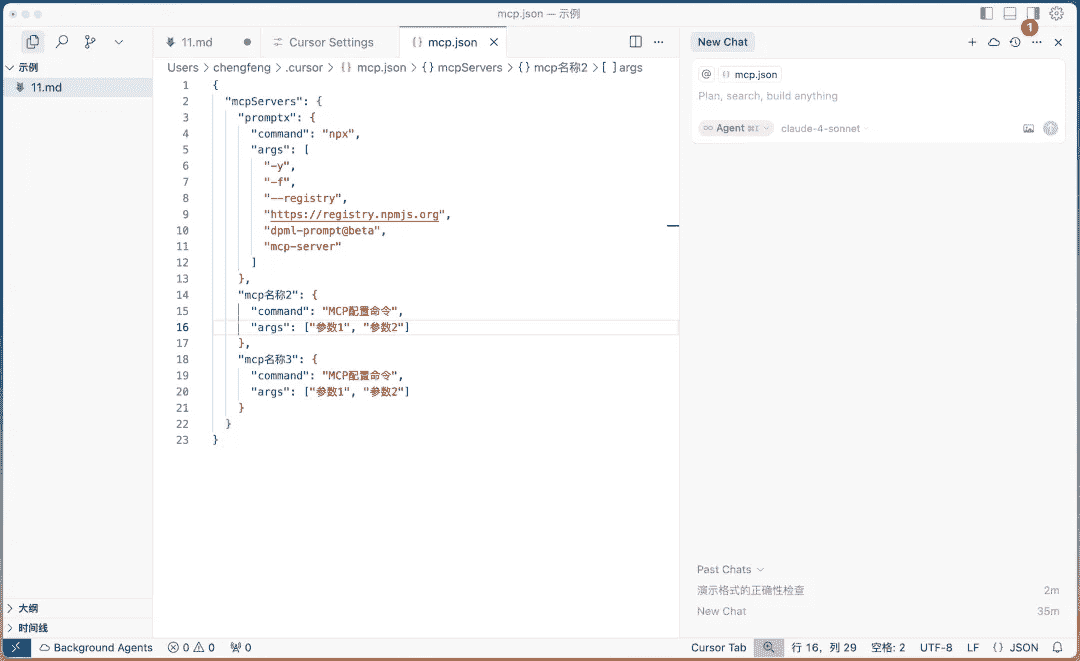 mcp.json — 示例
1
示例
11.md
11.md
Cursor Settings
mcp.json
Users > chengfeng > .cursor > {} mcp.json > {} mcpServers > {} mcp名称2 > [ ] args
1 {
2 "mcpServers": {
3 "promptx": {
4 "command": "npx",
5 "args": [
6 "-y",
7 "-f",
8 "--registry",
9 "https://registry.npmjs.org",
10 "dpml-prompt@beta",
11 "mcp-server"
12 ]
13 },
14 "mcp名称2": {
15 "command": "MCP配置命令",
16 "args": ["参数1", "参数2"]
17 },
18 "mcp名称3": {
19 "command": "MCP配置命令",
20 "args": ["参数1", "参数2"]
21 }
22 }
23 }
New Chat
@ {} mcp.json
Plan, search, build anything
∞ Agent ⌘I
claude-4-sonnet
Past Chats
演示格式的正确性检查 2m
New Chat 35m
大纲
时间线
Background Agents
0
0
0
Cursor Tab
行 16，列 29
空格: 2
UTF-8
LF
{} JSON